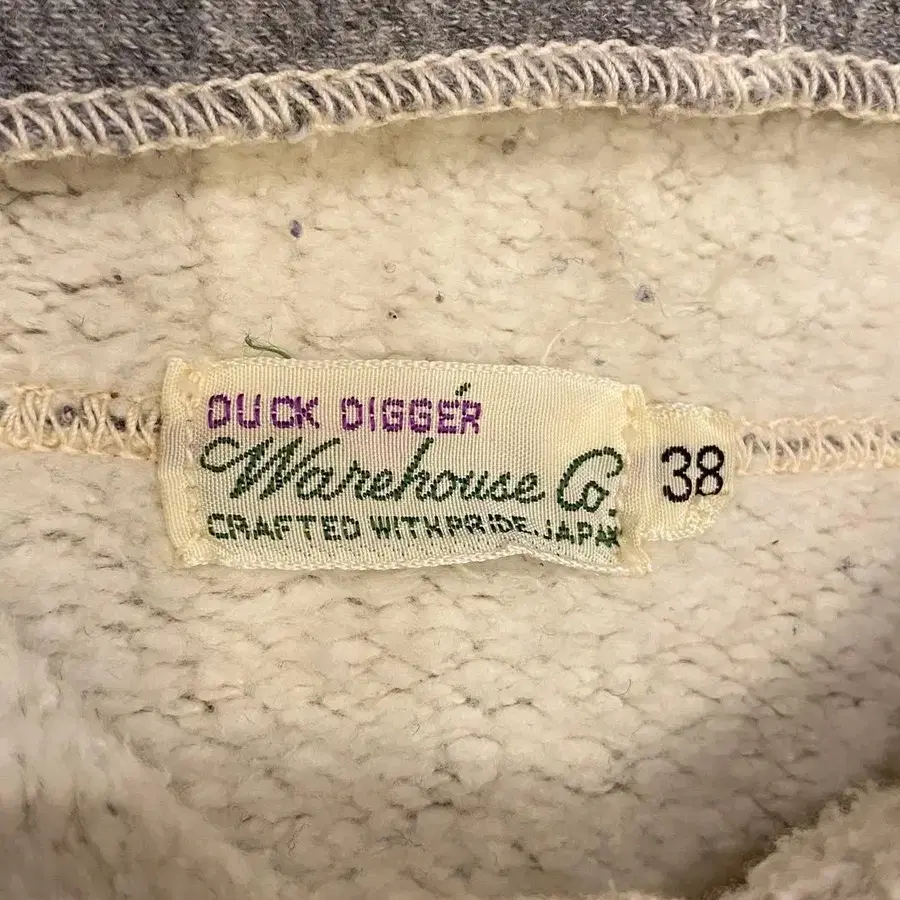 DUCK DIGGER
Warehouse Co.
CRAFTED WITH PRIDE. JAPAN
38